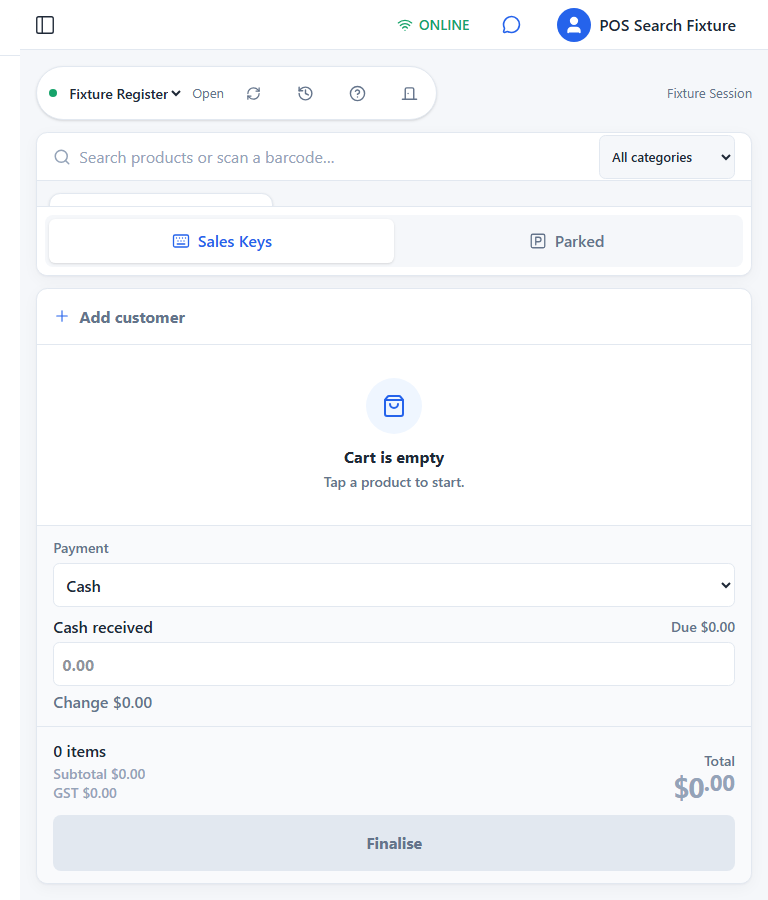 ONLINE
POS Search Fixture
Fixture Register
Open
Fixture Session
Search products or scan a barcode...
All categories
Sales Keys
Parked
Add customer
Cart is empty
Tap a product to start.
Payment
Cash
Cash received
Due $0.00
0.00
Change $0.00
0 items
Subtotal $0.00
GST $0.00
Total
$0.00
Finalise